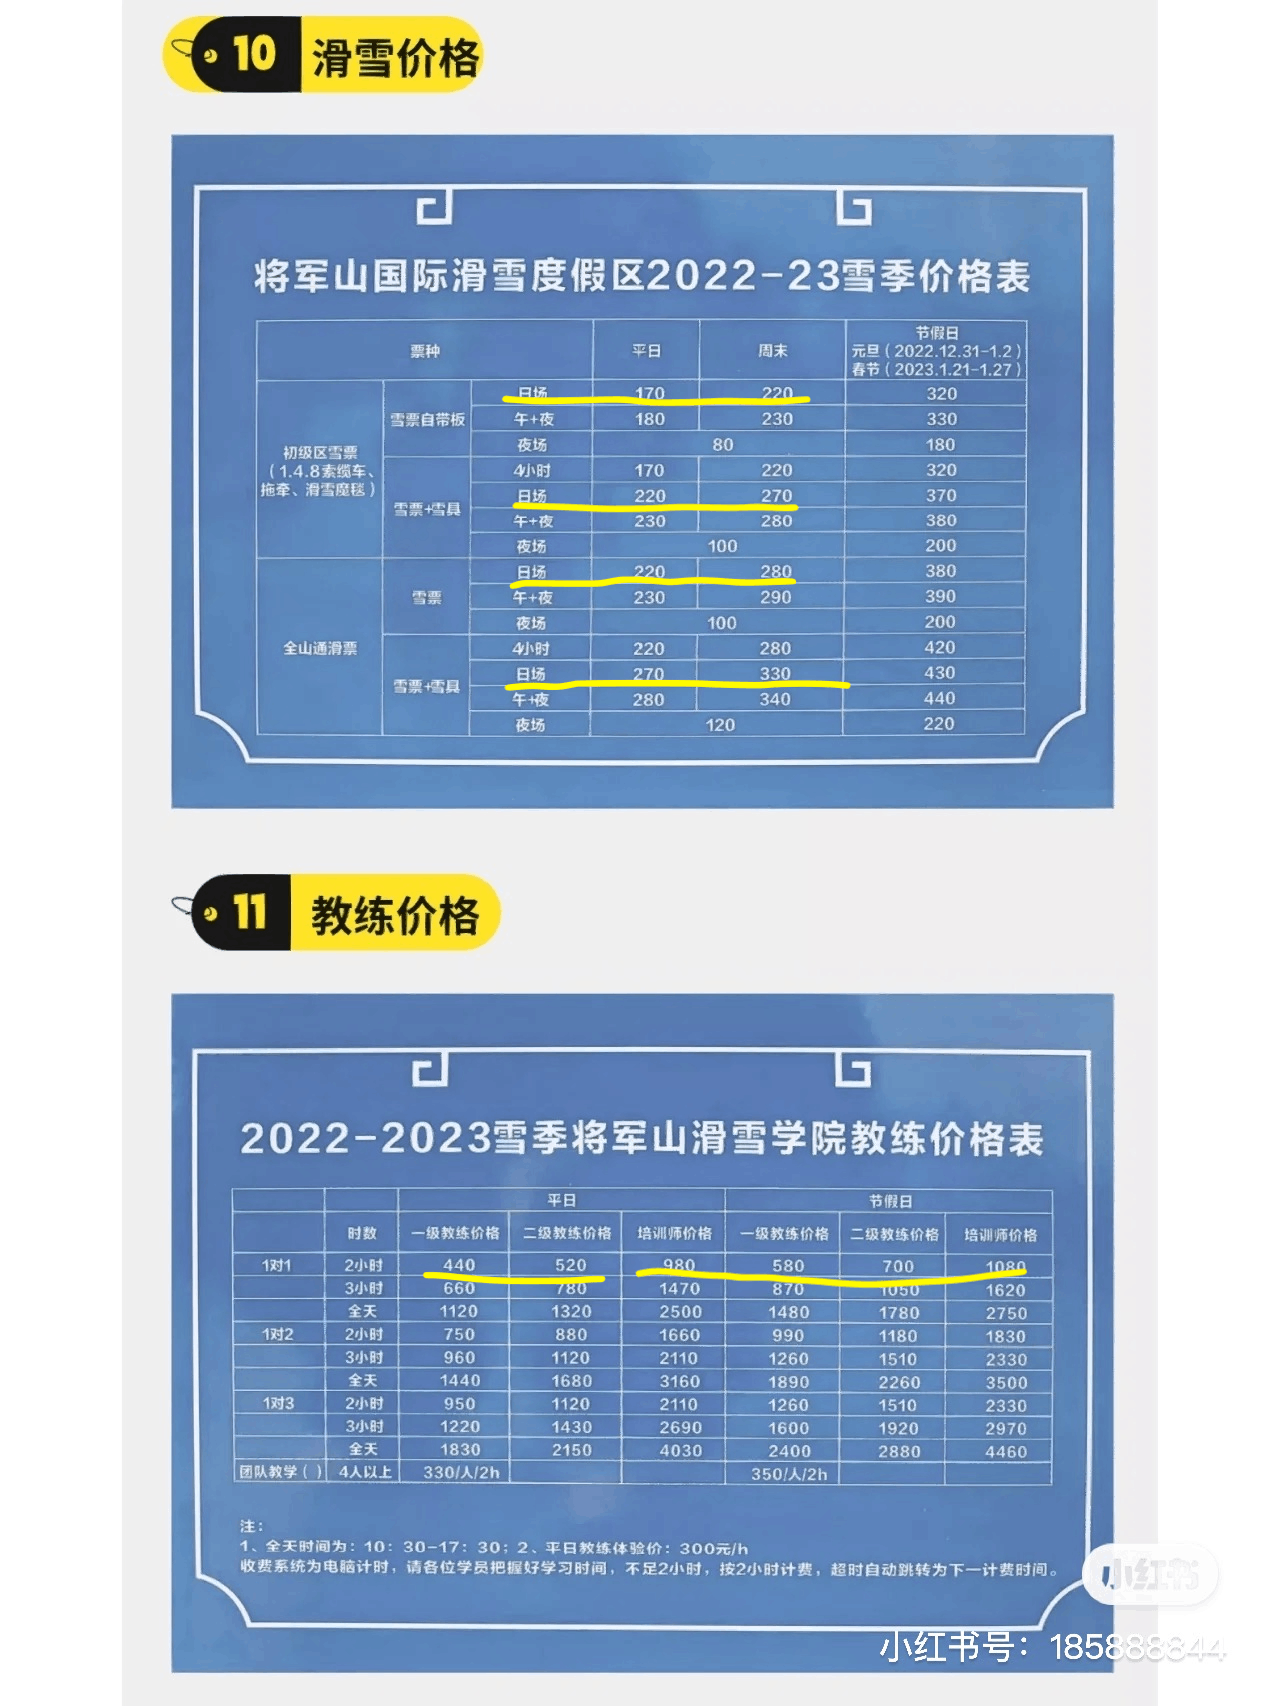 10 滑雪价格
将军山国际滑雪度假区2022-23雪季价格表
票种 平日 周末 节假日
元旦（2022.12.31-1.2）
春节（2023.1.21-1.27）
初级区雪票
（1.4.8索缆车、
拖牵、滑雪魔毯）
雪票自带板 日场 170 220 320
午+夜 180 230 330
夜场 80 180
雪票+雪具 4小时 170 220 320
日场 220 270 370
午+夜 230 280 380
夜场 100 200
全山通滑票
雪票 日场 220 280 380
午+夜 230 290 390
夜场 100 200
雪票+雪具 4小时 220 280 420
日场 270 330 430
午+夜 280 340 440
夜场 120 220
11 教练价格
2022-2023雪季将军山滑雪学院教练价格表
平日 节假日
时数 一级教练价格 二级教练价格 培训师价格 一级教练价格 二级教练价格 培训师价格
1对1 2小时 440 520 980 580 700 1080
3小时 660 780 1470 870 1050 1620
全天 1120 1320 2500 1480 1780 2750
1对2 2小时 750 880 1660 990 1180 1830
3小时 960 1120 2110 1260 1510 2330
全天 1440 1680 3160 1890 2260 3500
1对3 2小时 950 1120 2110 1260 1510 2330
3小时 1220 1430 2690 1600 1920 2970
全天 1830 2150 4030 2400 2880 4460
团队教学（ ） 4人以上 330/人/2h 350/人/2h
注：
1、全天时间为：10：30-17：30；2、平日教练体验价：300元/h
收费系统为电脑计时，请各位学员把握好学习时间，不足2小时，按2小时计费，超时自动跳转为下一计费时间。
小红书
小红书号：185888844